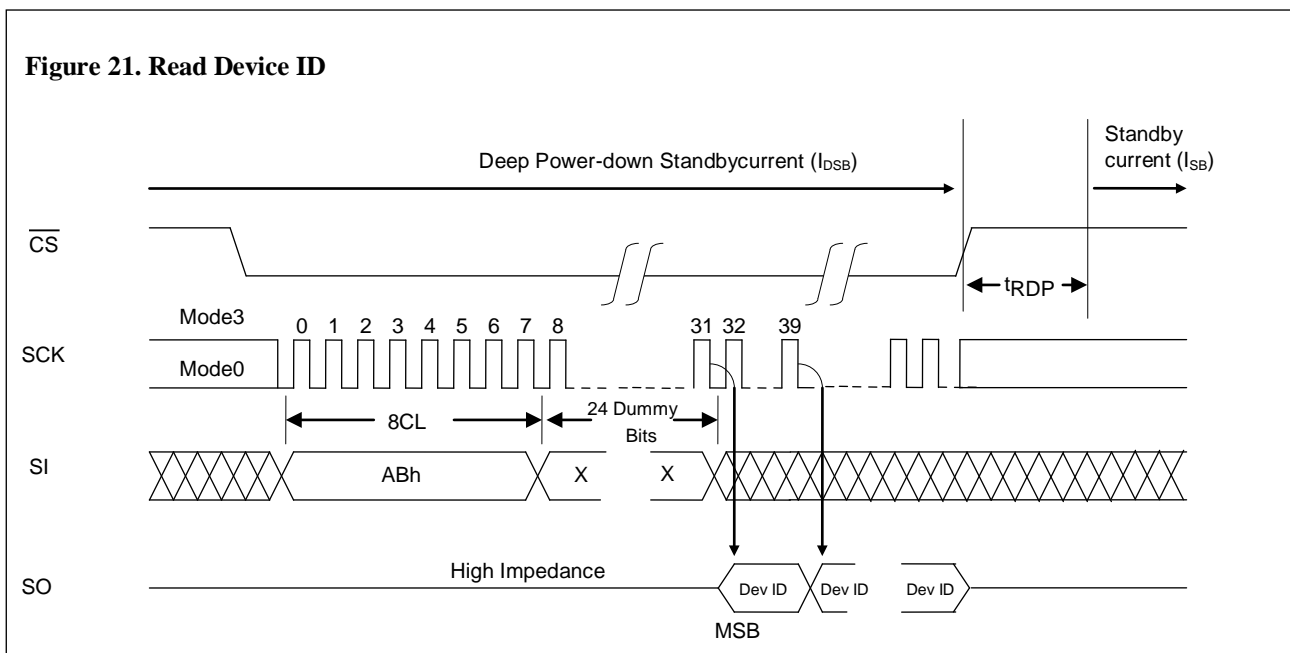 Figure 21. Read Device ID
Standby
current (ISB)
Deep Power-down Standbycurrent (IDSB)
CS
tRDP
Mode3
0 1 2 3 4 5 6 7 8 31 32 39
SCK
Mode0
8CL
24 Dummy
Bits
SI
ABh
X X
High Impedance
SO
Dev ID Dev ID Dev ID
MSB